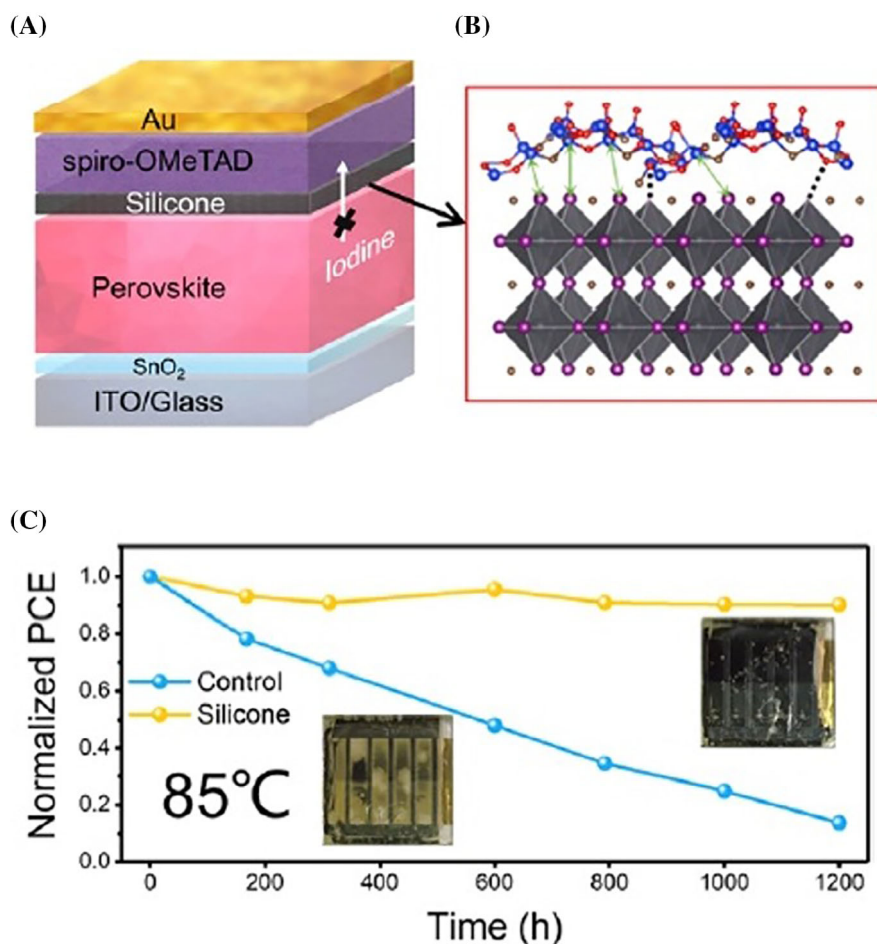 (A)
(B)
Au
spiro-OMeTAD
Silicone
Iodine
Perovskite
SnO₂
ITO/Glass
(C)
Normalized PCE
1.0
0.8
0.6
0.4
0.2
0.0
Control
Silicone
85℃
0
200
400
600
800
1000
1200
Time (h)